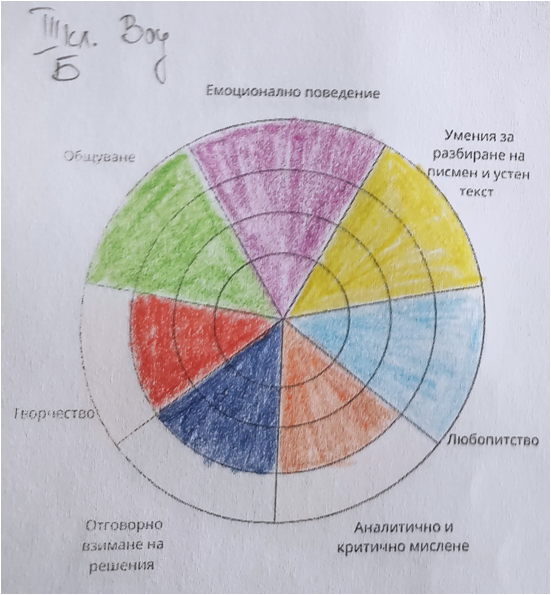 III кл.
Б
Емоционално поведение
Умения за
разбиране на
писмен и устен
текст
Общуване
Творчество
Любопитство
Отговорно
взимане на
решения
Аналитично и
критично мислене